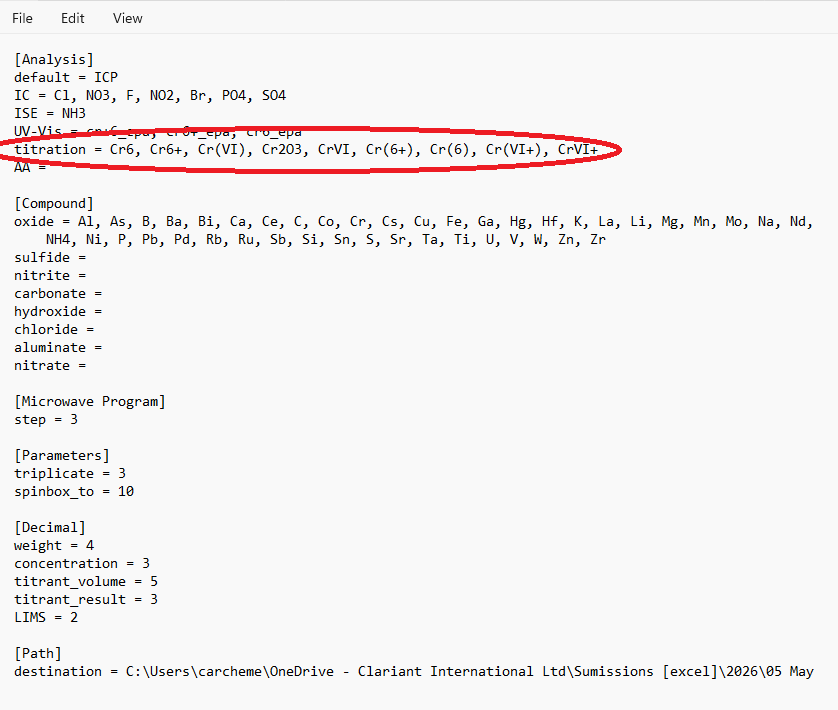 File Edit View
[Analysis]
default = ICP
IC = Cl, NO3, F, NO2, Br, PO4, SO4
ISE = NH3
UV-Vis = cr+6_epa, cr6+_epa, cr6_epa
titration = Cr6, Cr6+, Cr(VI), Cr2O3, CrVI, Cr(6+), Cr(6), Cr(VI+), CrVI+
AA =
[Compound]
oxide = Al, As, B, Ba, Bi, Ca, Ce, C, Co, Cr, Cs, Cu, Fe, Ga, Hg, Hf, K, La, Li, Mg, Mn, Mo, Na, Nd,
NH4, Ni, P, Pb, Pd, Rb, Ru, Sb, Si, Sn, S, Sr, Ta, Ti, U, V, W, Zn, Zr
sulfide =
nitrite =
carbonate =
hydroxide =
chloride =
aluminate =
nitrate =
[Microwave Program]
step = 3
[Parameters]
triplicate = 3
spinbox_to = 10
[Decimal]
weight = 4
concentration = 3
titrant_volume = 5
titrant_result = 3
LIMS = 2
[Path]
destination = C:\Users\carcheme\OneDrive - Clariant International Ltd\Sumissions [excel]\2026\05 May